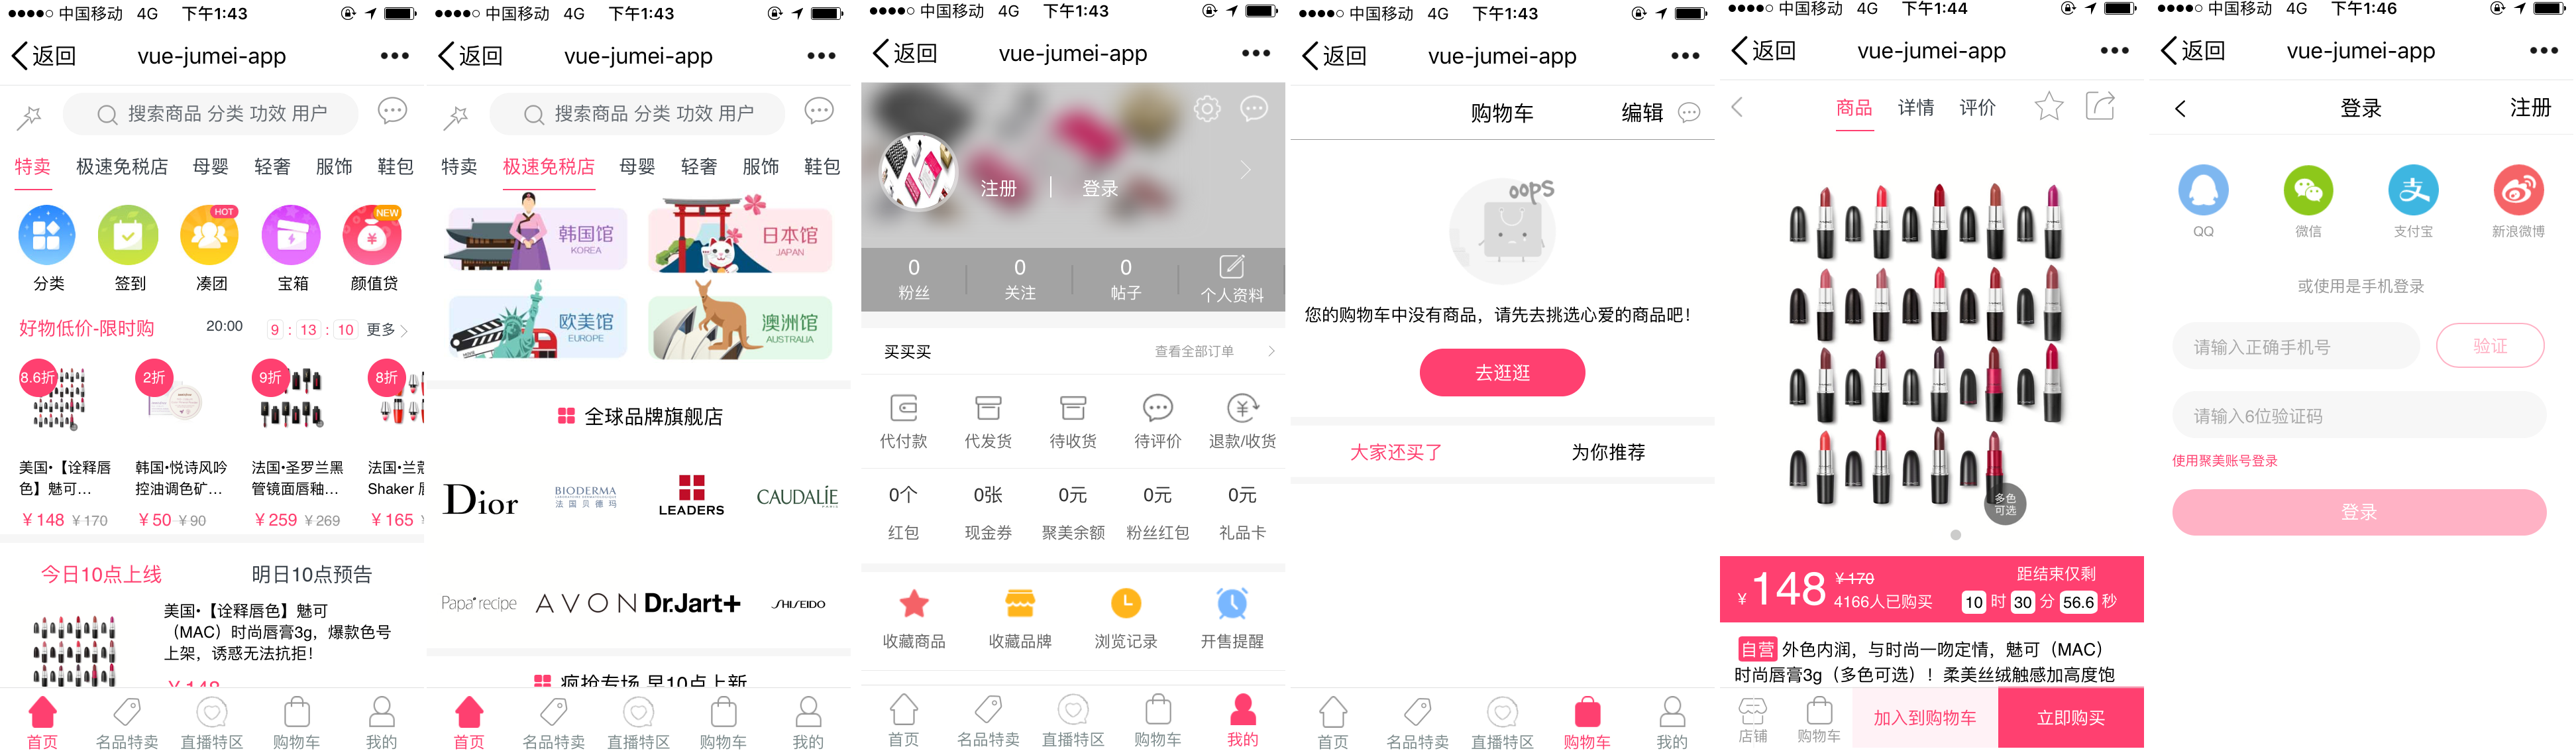 中国移动 4G 下午1:43
返回 vue-jumei-app
搜索商品 分类 功效 用户
特卖 极速免税店 母婴 轻奢 服饰 鞋包
HOT NEW
分类 签到 凑团 宝箱 颜值贷
好物低价-限时购 20:00 9 : 13 : 10 更多
8.6折 2折 9折 8折
美国•【诠释唇色】魅可... 
韩国•悦诗风吟控油调色矿...
法国•圣罗兰黑管镜面唇釉...
法国•兰蔻
Shaker
¥148 ¥170 ¥50 ¥90 ¥259 ¥269 ¥165
今日10点上线 明日10点预告
美国•【诠释唇色】魅可
（MAC）时尚唇膏3g，爆款色号
上架，诱惑无法抗拒！
¥148
首页 名品特卖 直播特区 购物车 我的
中国移动 4G 下午1:43
返回 vue-jumei-app
搜索商品 分类 功效 用户
特卖 极速免税店 母婴 轻奢 服饰 鞋包
韩国馆 日本馆
KOREA JAPAN
欧美馆 澳洲馆
EUROPE AUSTRALIA
全球品牌旗舰店
Dior BIODERMA LEADERS CAUDALÍE
法国贝德玛 PARIS
Papa recipe AVON Dr.Jart+ SHISEIDO
疯抢专场 早10点上新
首页 名品特卖 直播特区 购物车 我的
中国移动 4G 下午1:43
返回 vue-jumei-app
注册 登录
0 0 0
粉丝 关注 帖子 个人资料
买买买 查看全部订单
代付款 代发货 待收货 待评价 退款/收货
0个 0张 0元 0元 0元
红包 现金券 聚美余额 粉丝红包 礼品卡
收藏商品 收藏品牌 浏览记录 开售提醒
首页 名品特卖 直播特区 购物车 我的
中国移动 4G 下午1:43
返回 vue-jumei-app
购物车 编辑
oops
您的购物车中没有商品，请先去挑选心爱的商品吧！
去逛逛
大家还买了 为你推荐
首页 名品特卖 直播特区 购物车 我的
中国移动 4G 下午1:44
返回 vue-jumei-app
商品 详情 评价
多色
可选
¥148 ¥170 距结束仅剩
4166人已购买 10 时 30 分 56.6 秒
自营 外色内润，与时尚一吻定情，魅可（MAC）
时尚唇膏3g（多色可选）！柔美丝绒触感加高度饱
店铺 购物车 加入到购物车 立即购买
中国移动 4G 下午1:46
返回 vue-jumei-app
登录 注册
QQ 微信 支付宝 新浪微博
支
或使用是手机登录
请输入正确手机号 验证
请输入6位验证码
使用聚美账号登录
登录